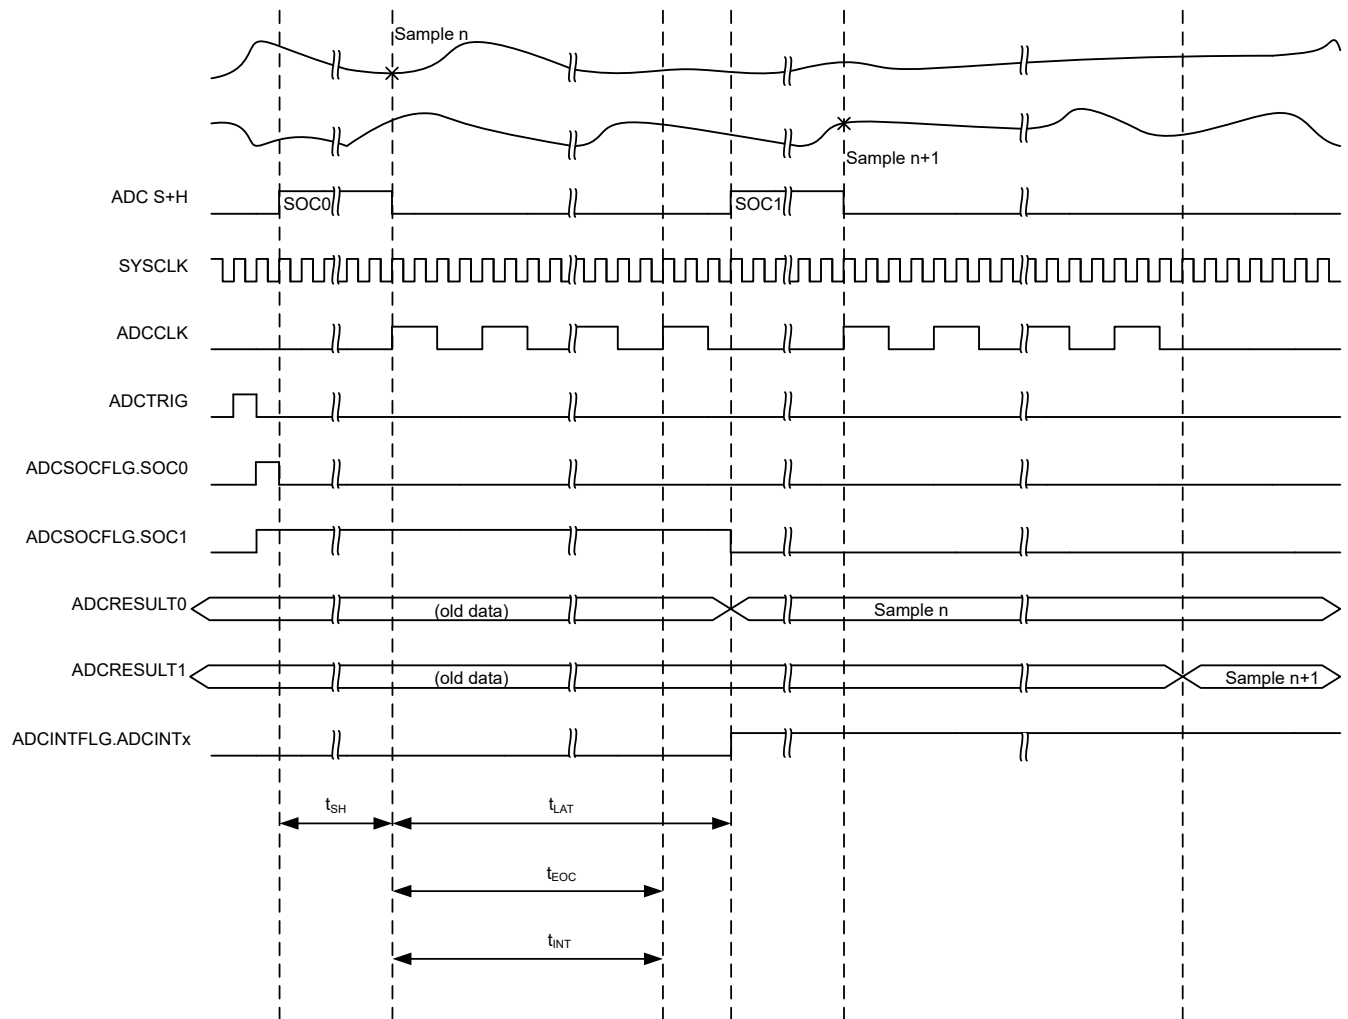 Sample n
Sample n+1
ADC S+H
SOC0
SOC1
SYSCLK
ADCCLK
ADCTRIG
ADCSOCFLG.SOC0
ADCSOCFLG.SOC1
ADCRESULT0
(old data)
Sample n
ADCRESULT1
(old data)
Sample n+1
ADCINTFLG.ADCINTx
tSH
tLAT
tEOC
tINT